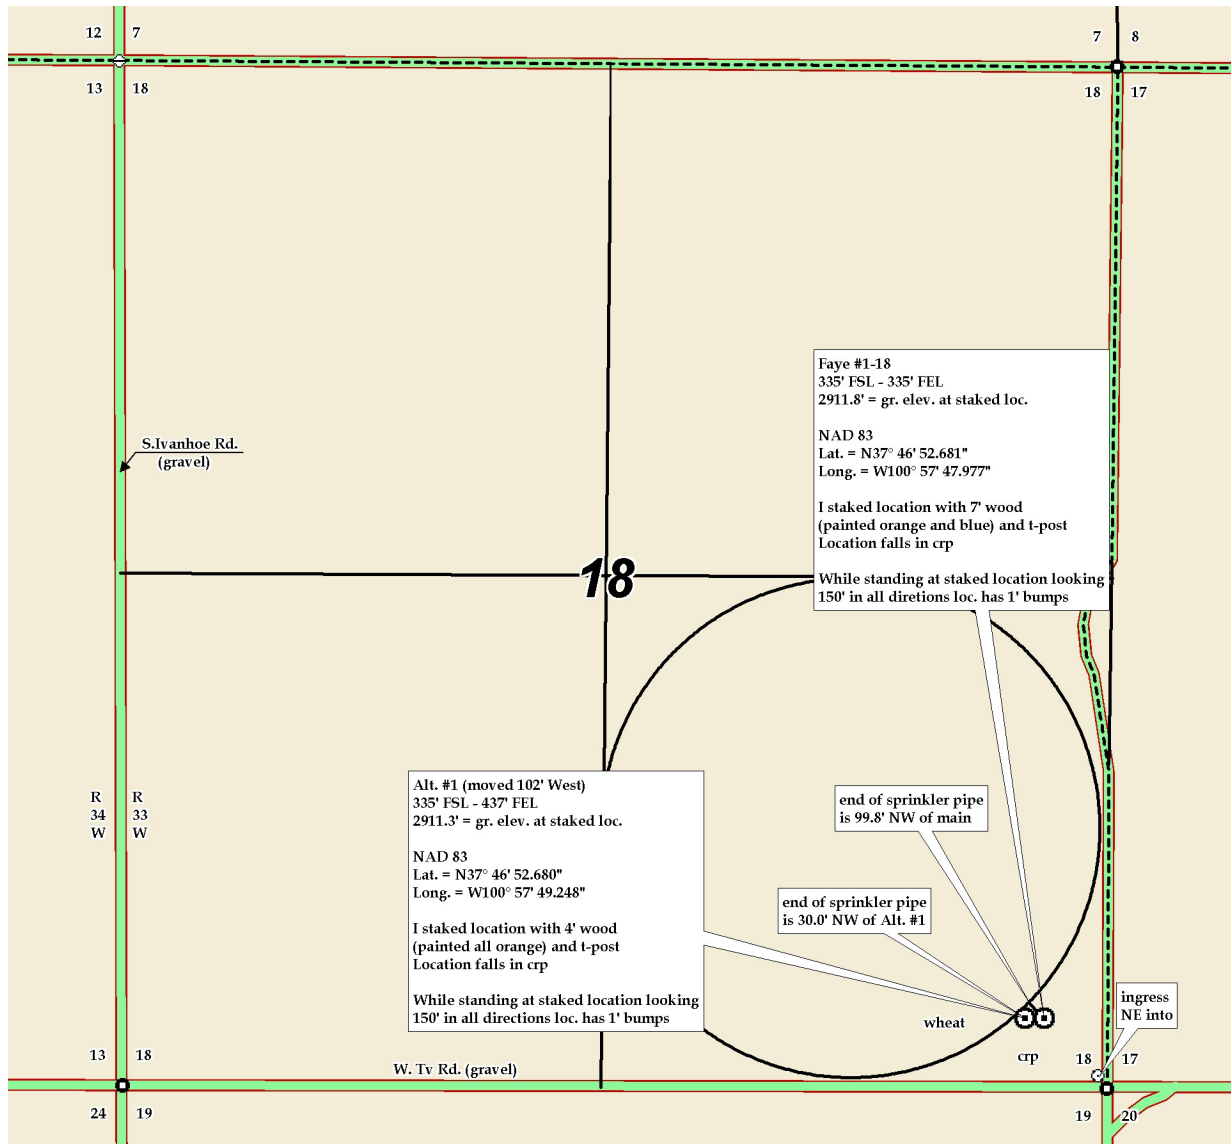 12 7
7 8
13 18
18 17
Faye #1-18
335' FSL - 335' FEL
2911.8' = gr. elev. at staked loc.
NAD 83
Lat. = N37° 46' 52.681"
Long. = W100° 57' 47.977"
I staked location with 7' wood
(painted orange and blue) and t-post
Location falls in crp
While standing at staked location looking
150' in all diretions loc. has 1' bumps
S.Ivanhoe Rd.
(gravel)
18
Alt. #1 (moved 102' West)
335' FSL - 437' FEL
2911.3' = gr. elev. at staked loc.
NAD 83
Lat. = N37° 46' 52.680"
Long. = W100° 57' 49.248"
I staked location with 4' wood
(painted all orange) and t-post
Location falls in crp
While standing at staked location looking
150' in all directions loc. has 1' bumps
R R
34 33
W W
end of sprinkler pipe
is 99.8' NW of main
end of sprinkler pipe
is 30.0' NW of Alt. #1
ingress
NE into
wheat
crp
13 18
18 17
W. Tv Rd. (gravel)
24 19
19 20